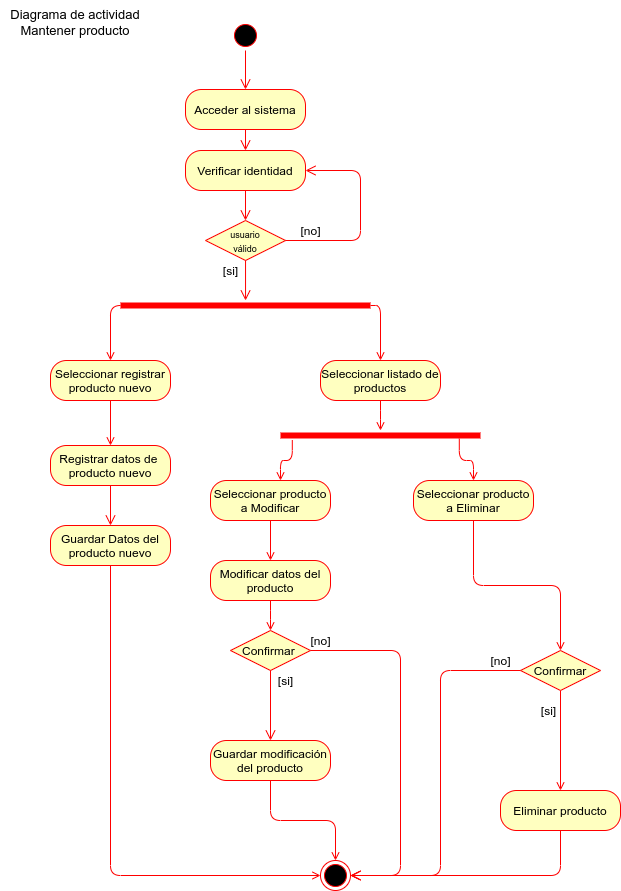 Diagrama de actividad
Mantener producto
Acceder al sistema
Verificar identidad
usuario
válido
[no]
[si]
Seleccionar registrar
producto nuevo
Seleccionar listado de
productos
Registrar datos de
producto nuevo
Seleccionar producto
a Modificar
Seleccionar producto
a Eliminar
Guardar Datos del
producto nuevo
Modificar datos del
producto
Confirmar
[no]
[si]
[no]
Confirmar
[si]
Guardar modificación
del producto
Eliminar producto